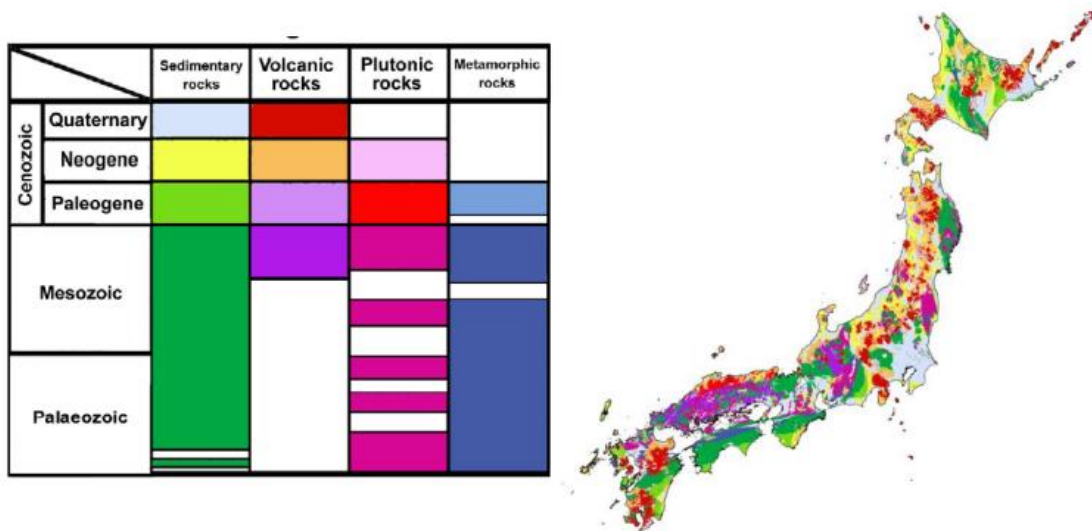 Sedimentary
rocks
Volcanic
rocks
Plutonic
rocks
Metamorphic
rocks
Cenozoic
Quaternary
Neogene
Paleogene
Mesozoic
Palaeozoic